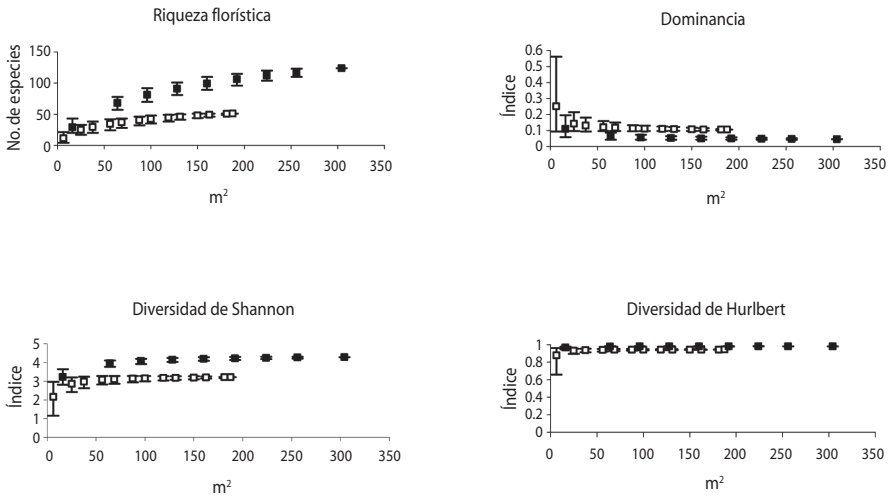 Riqueza florística
No. de especies
150
100
50
0
0 50 100 150 200 250 300 350
m²
Dominancia
Índice
0.6
0.5
0.4
0.3
0.2
0.1
0
0 50 100 150 200 250 300 350
m²
Diversidad de Shannon
Índice
5
4
3
2
1
0
0 50 100 150 200 250 300 350
m²
Diversidad de Hurlbert
Índice
1
0.8
0.6
0.4
0.2
0
0 50 100 150 200 250 300 350
m²